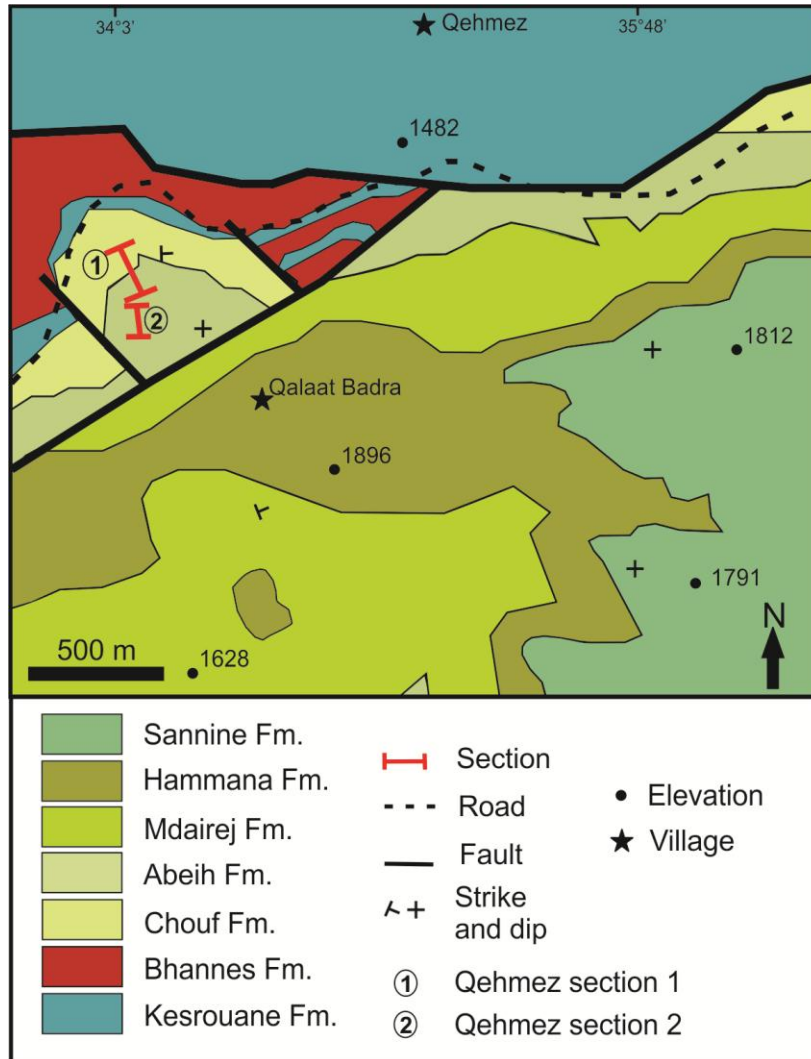 34°3'
Qehmez
35°48'
1482
1
2
1812
Qalaat Badra
1896
1791
N
500 m
1628
Sannine Fm.
Hammana Fm.
Mdairej Fm.
Abeih Fm.
Chouf Fm.
Bhannes Fm.
Kesrouane Fm.
Section
Road
Fault
Strike
and dip
1 Qehmez section 1
2 Qehmez section 2
Elevation
Village